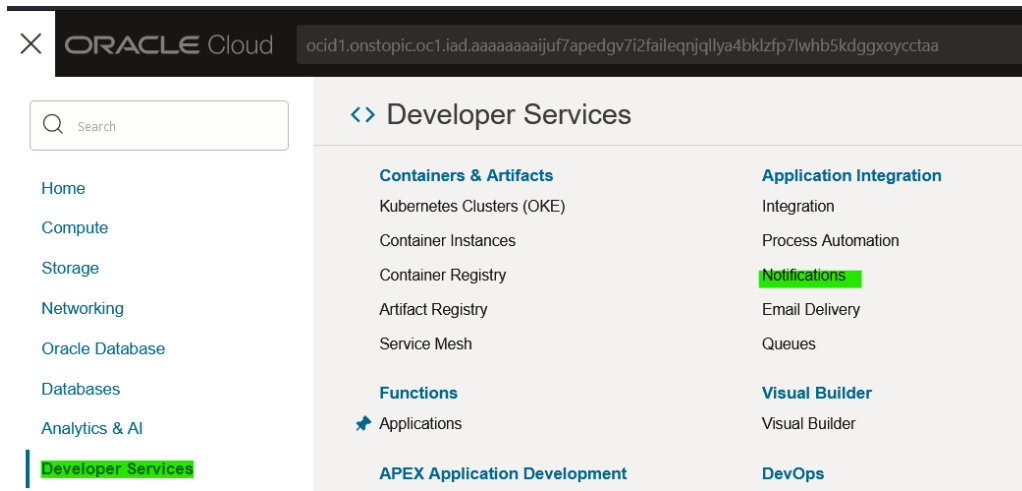 ORACLE Cloud
ocid1.onstopic.oc1.iad.aaaaaaaaijuf7apedgv7i2faileqnjqllya4bklzfp7lwhb5kdggxoycctaa
Search
Home
Compute
Storage
Networking
Oracle Database
Databases
Analytics & AI
Developer Services
Developer Services
Containers & Artifacts
Kubernetes Clusters (OKE)
Container Instances
Container Registry
Artifact Registry
Service Mesh
Functions
Applications
APEX Application Development
Application Integration
Integration
Process Automation
Notifications
Email Delivery
Queues
Visual Builder
Visual Builder
DevOps